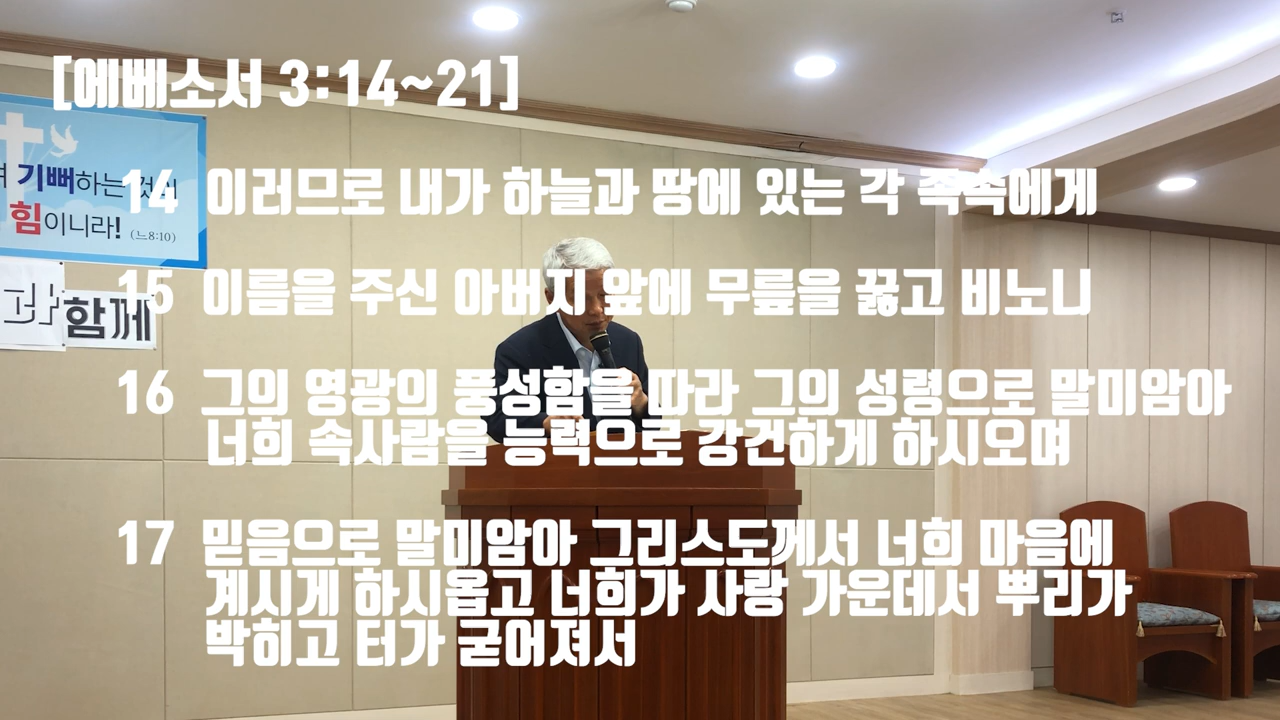 [에베소서 3:14~21]
기뻐하는 것이
힘이니라! (느8:10)
함께
14 이러므로 내가 하늘과 땅에 있는 각 족속에게
15 이름을 주신 아버지 앞에 무릎을 꿇고 비노니
16 그의 영광의 풍성함을 따라 그의 성령으로 말미암아
너희 속사람을 능력으로 강건하게 하시오며
17 믿음으로 말미암아 그리스도께서 너희 마음에
계시게 하시옵고 너희가 사랑 가운데서 뿌리가
박히고 터가 굳어져서